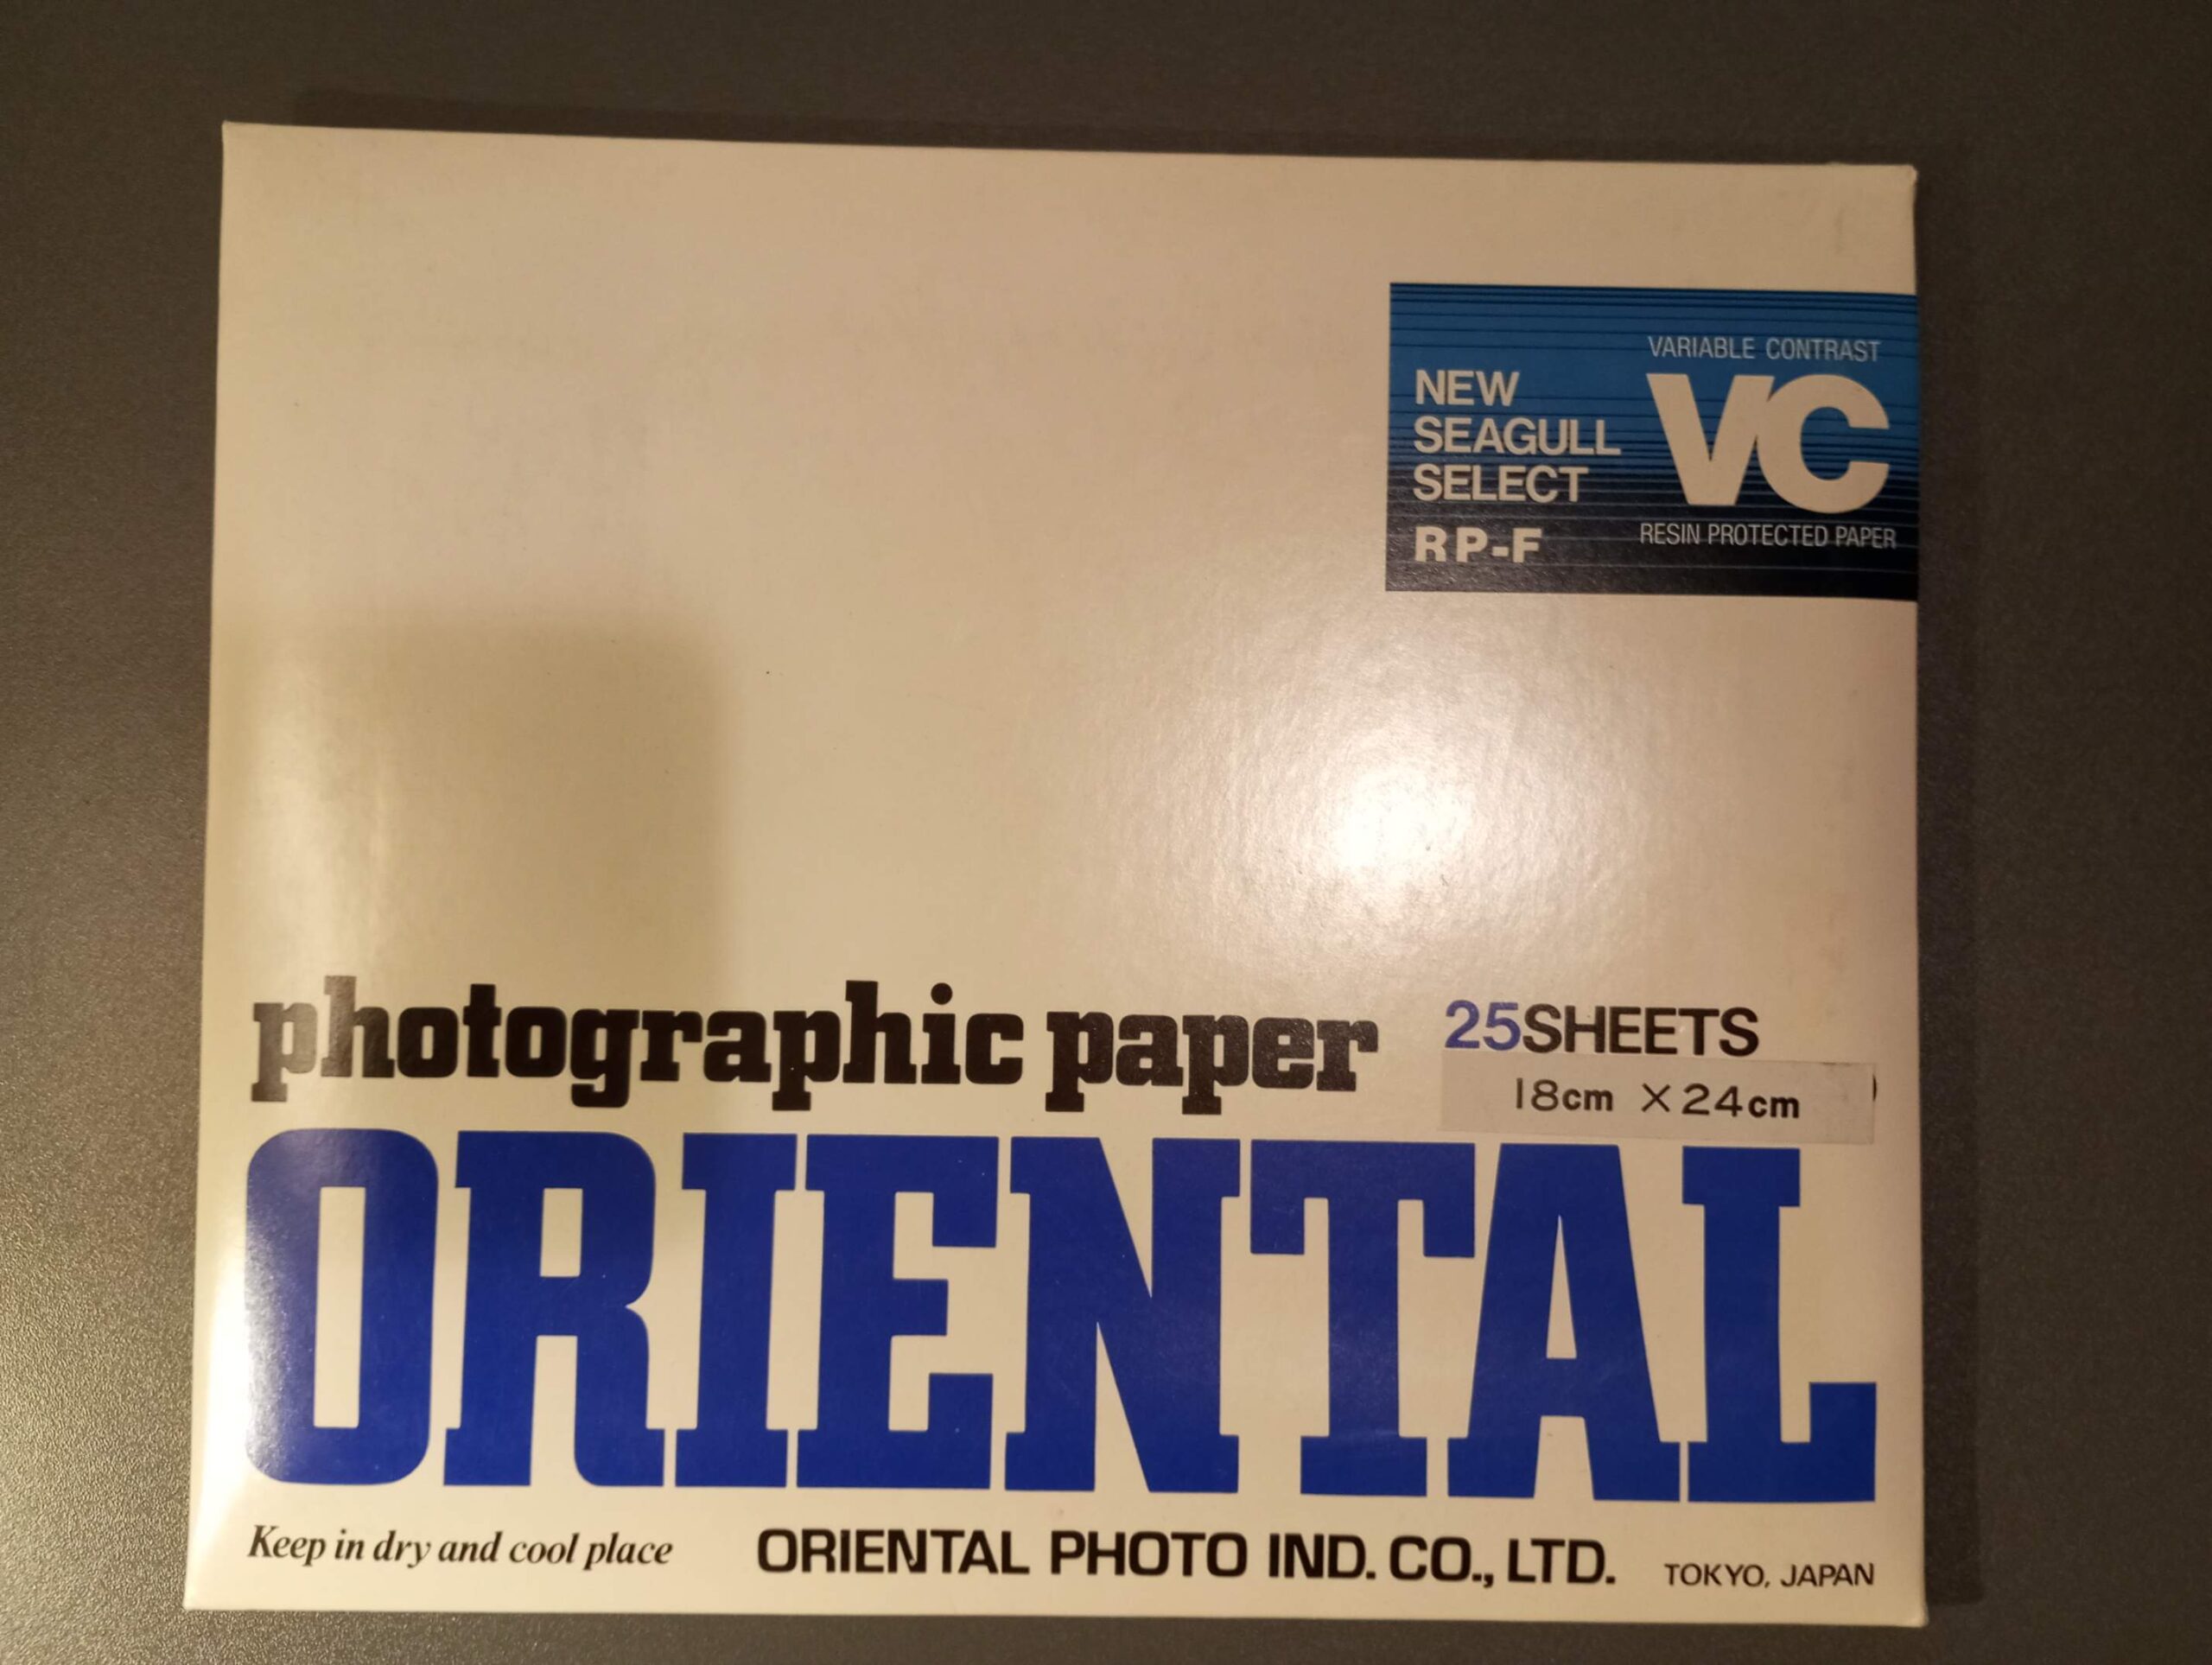 VARIABLE CONTRAST
NEW
SEAGULL
SELECT
VC
RP-F
RESIN PROTECTED PAPER
photographic paper
25SHEETS
18cm × 24cm
ORIENTAL
Keep in dry and cool place
ORIENTAL PHOTO IND. CO., LTD.
TOKYO, JAPAN